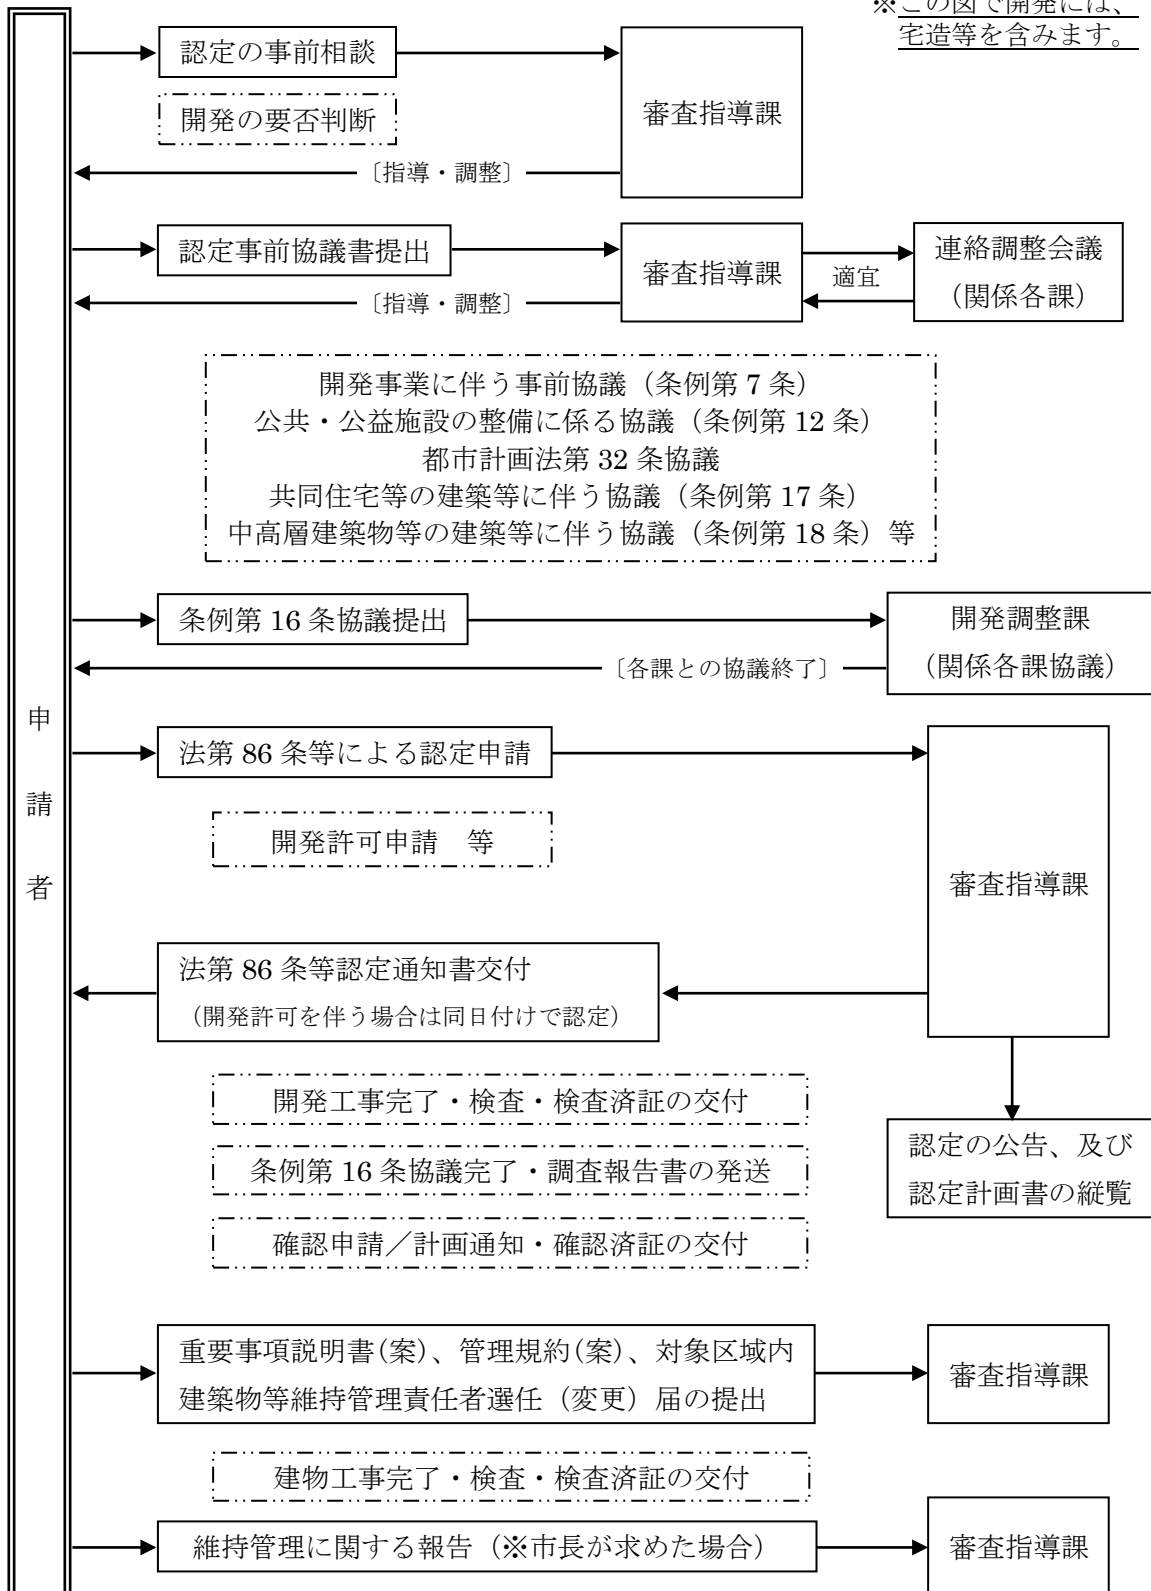 ※この図で開発には、
宅造等を含みます。
認定の事前相談
審査指導課
開発の要否判断
〔指導・調整〕
認定事前協議書提出
審査指導課
適宜
連絡調整会議
（関係各課）
〔指導・調整〕
開発事業に伴う事前協議（条例第 7 条）
公共・公益施設の整備に係る協議（条例第 12 条）
都市計画法第 32 条協議
共同住宅等の建築等に伴う協議（条例第 17 条）
中高層建築物等の建築等に伴う協議（条例第 18 条）等
条例第 16 条協議提出
開発調整課
（関係各課協議）
〔各課との協議終了〕
申請者
法第 86 条等による認定申請
開発許可申請　等
審査指導課
法第 86 条等認定通知書交付
（開発許可を伴う場合は同日付けで認定）
開発工事完了・検査・検査済証の交付
認定の公告、及び
認定計画書の縦覧
条例第 16 条協議完了・調査報告書の発送
確認申請／計画通知・確認済証の交付
重要事項説明書(案)、管理規約(案)、対象区域内
建築物等維持管理責任者選任（変更）届の提出
審査指導課
建物工事完了・検査・検査済証の交付
維持管理に関する報告（※市長が求めた場合）
審査指導課